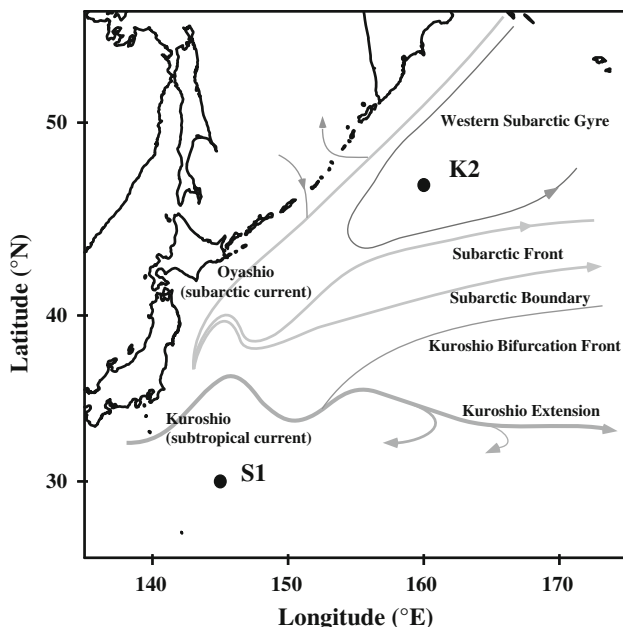 50
40
30
Latitude (°N)
Western Subarctic Gyre
K2
Subarctic Front
Oyashio
(subarctic current)
Subarctic Boundary
Kuroshio Bifurcation Front
Kuroshio Extension
Kuroshio
(subtropical current)
S1
140
150
160
170
Longitude (°E)